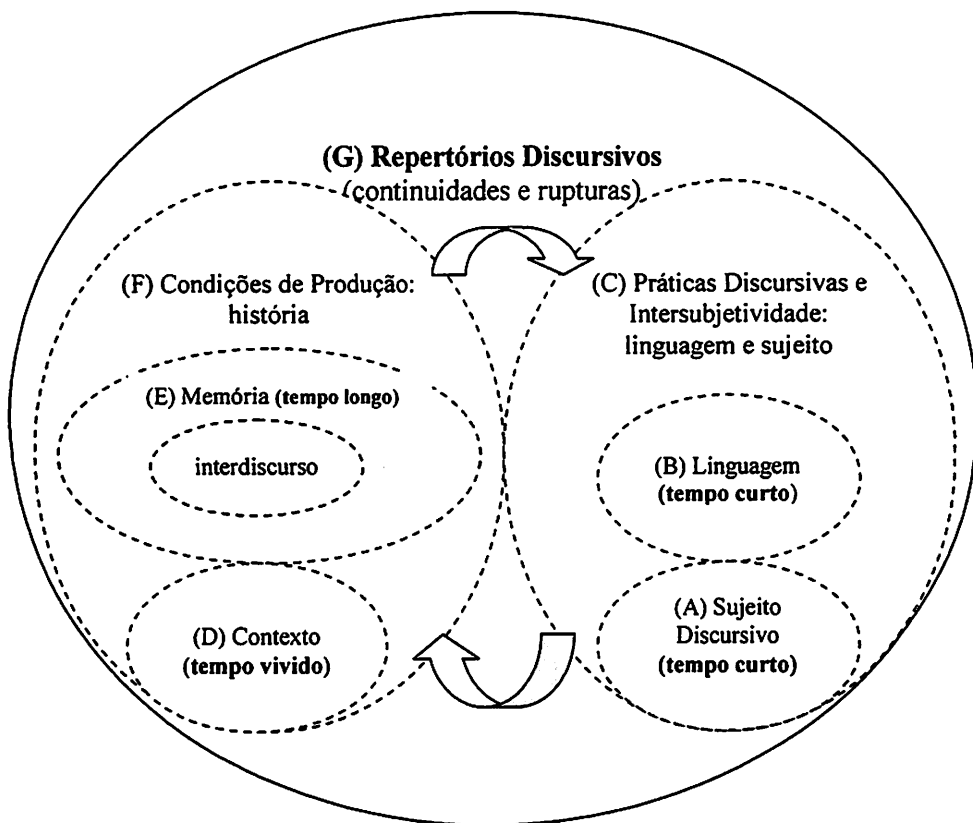 (G) Repertórios Discursivos
(continuidades e rupturas)
(F) Condições de Produção:
história
(E) Memória (tempo longo)
interdiscurso
(D) Contexto
(tempo vivido)
(C) Práticas Discursivas e
Intersubjetividade:
linguagem e sujeito
(B) Linguagem
(tempo curto)
(A) Sujeito
Discursivo
(tempo curto)